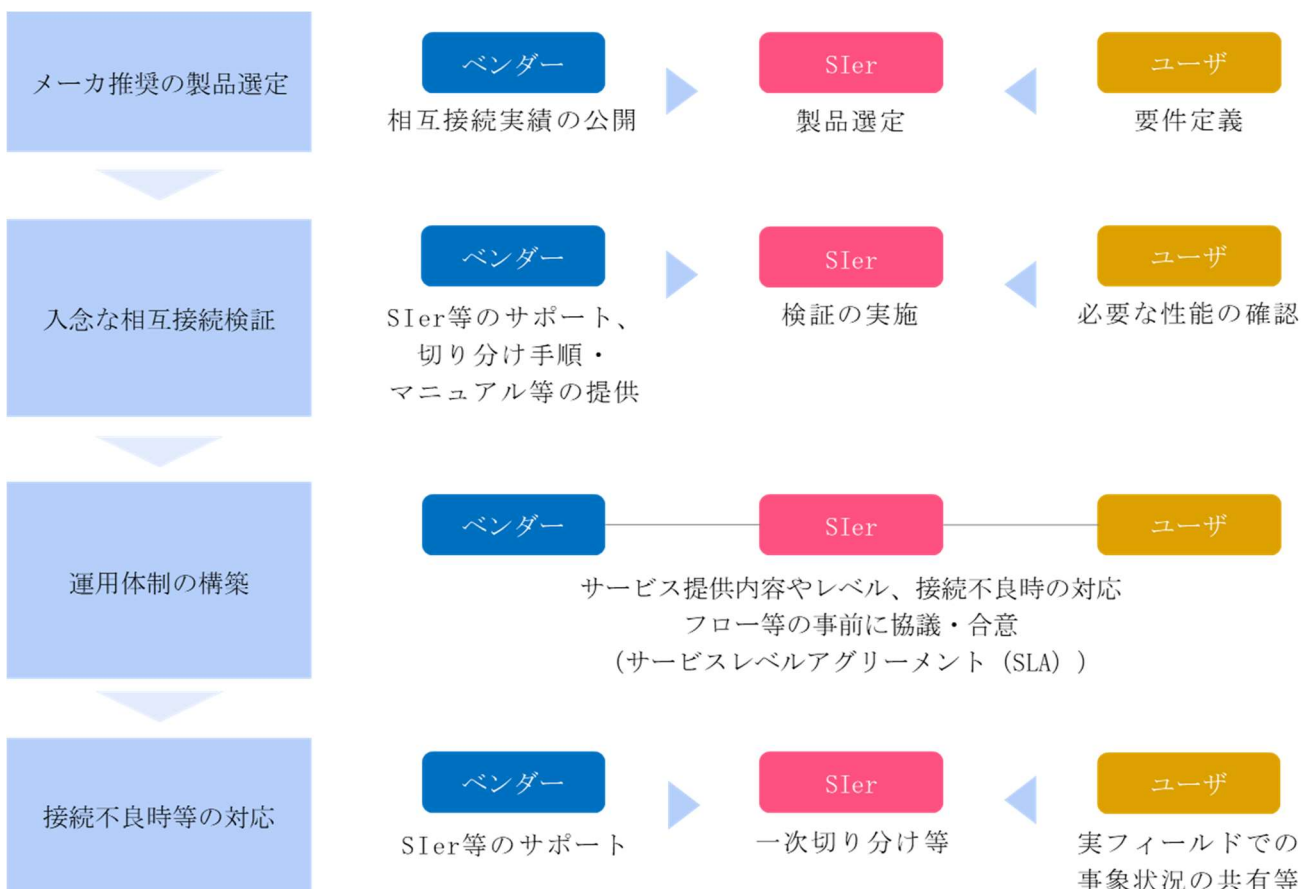 メーカ推奨の製品選定
ベンダー
SIer
ユーザ
相互接続実績の公開
製品選定
要件定義
入念な相互接続検証
ベンダー
SIer
ユーザ
SIer等のサポート、
切り分け手順・
マニュアル等の提供
検証の実施
必要な性能の確認
運用体制の構築
ベンダー
SIer
ユーザ
サービス提供内容やレベル、接続不良時の対応
フロー等の事前に協議・合意
(サービスレベルアグリーメント (SLA) )
接続不良時等の対応
ベンダー
SIer
ユーザ
SIer等のサポート
一次切り分け等
実フィールドでの
事象状況の共有等